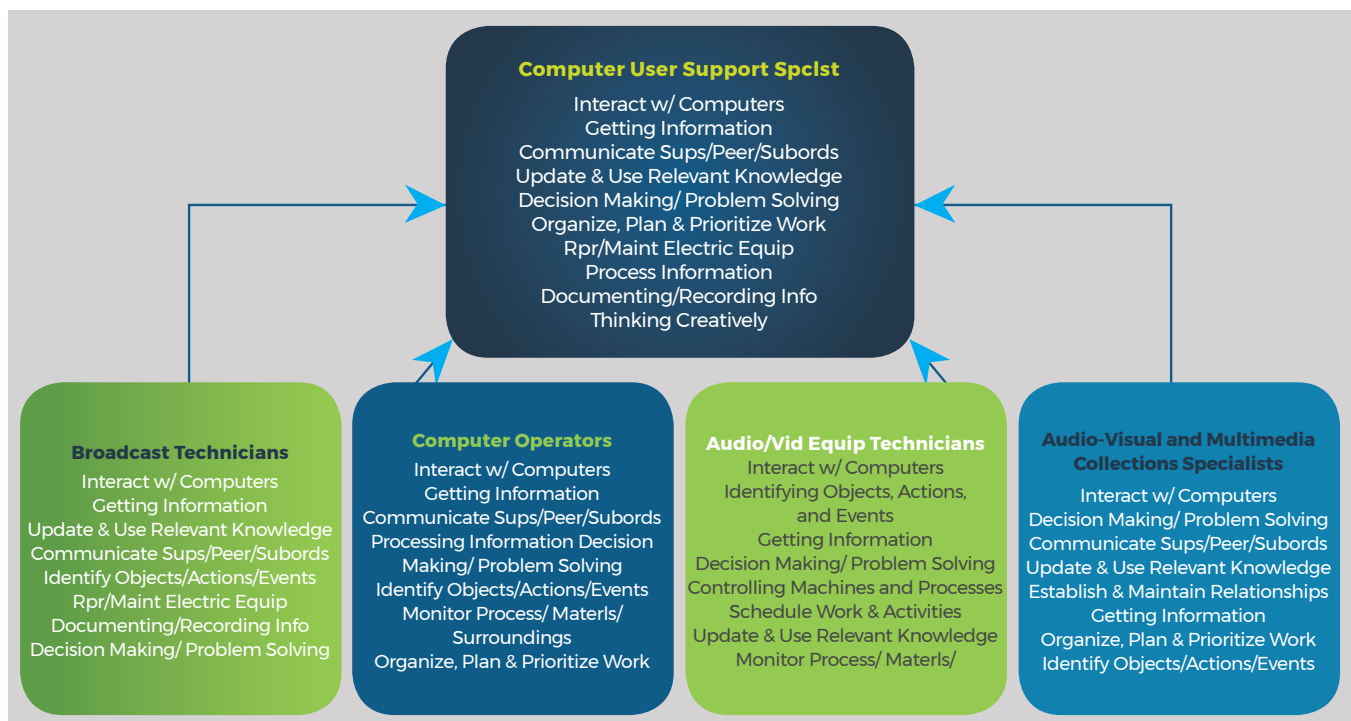 Computer User Support Spclst
Interact w/ Computers
Getting Information
Communicate Sups/Peer/Subords
Update & Use Relevant Knowledge
Decision Making/ Problem Solving
Organize, Plan & Prioritize Work
Rpr/Maint Electric Equip
Process Information
Documenting/Recording Info
Thinking Creatively
Broadcast Technicians
Interact w/ Computers
Getting Information
Update & Use Relevant Knowledge
Communicate Sups/Peer/Subords
Identify Objects/Actions/Events
Rpr/Maint Electric Equip
Documenting/Recording Info
Decision Making/ Problem Solving
Computer Operators
Interact w/ Computers
Getting Information
Communicate Sups/Peer/Subords
Processing Information Decision
Making/ Problem Solving
Identify Objects/Actions/Events
Monitor Process/ Materls/
Surroundings
Organize, Plan & Prioritize Work
Audio/Vid Equip Technicians
Interact w/ Computers
Identifying Objects, Actions,
and Events
Getting Information
Decision Making/ Problem Solving
Controlling Machines and Processes
Schedule Work & Activities
Update & Use Relevant Knowledge
Monitor Process/ Materls/
Audio-Visual and Multimedia
Collections Specialists
Interact w/ Computers
Decision Making/ Problem Solving
Communicate Sups/Peer/Subords
Update & Use Relevant Knowledge
Establish & Maintain Relationships
Getting Information
Organize, Plan & Prioritize Work
Identify Objects/Actions/Events